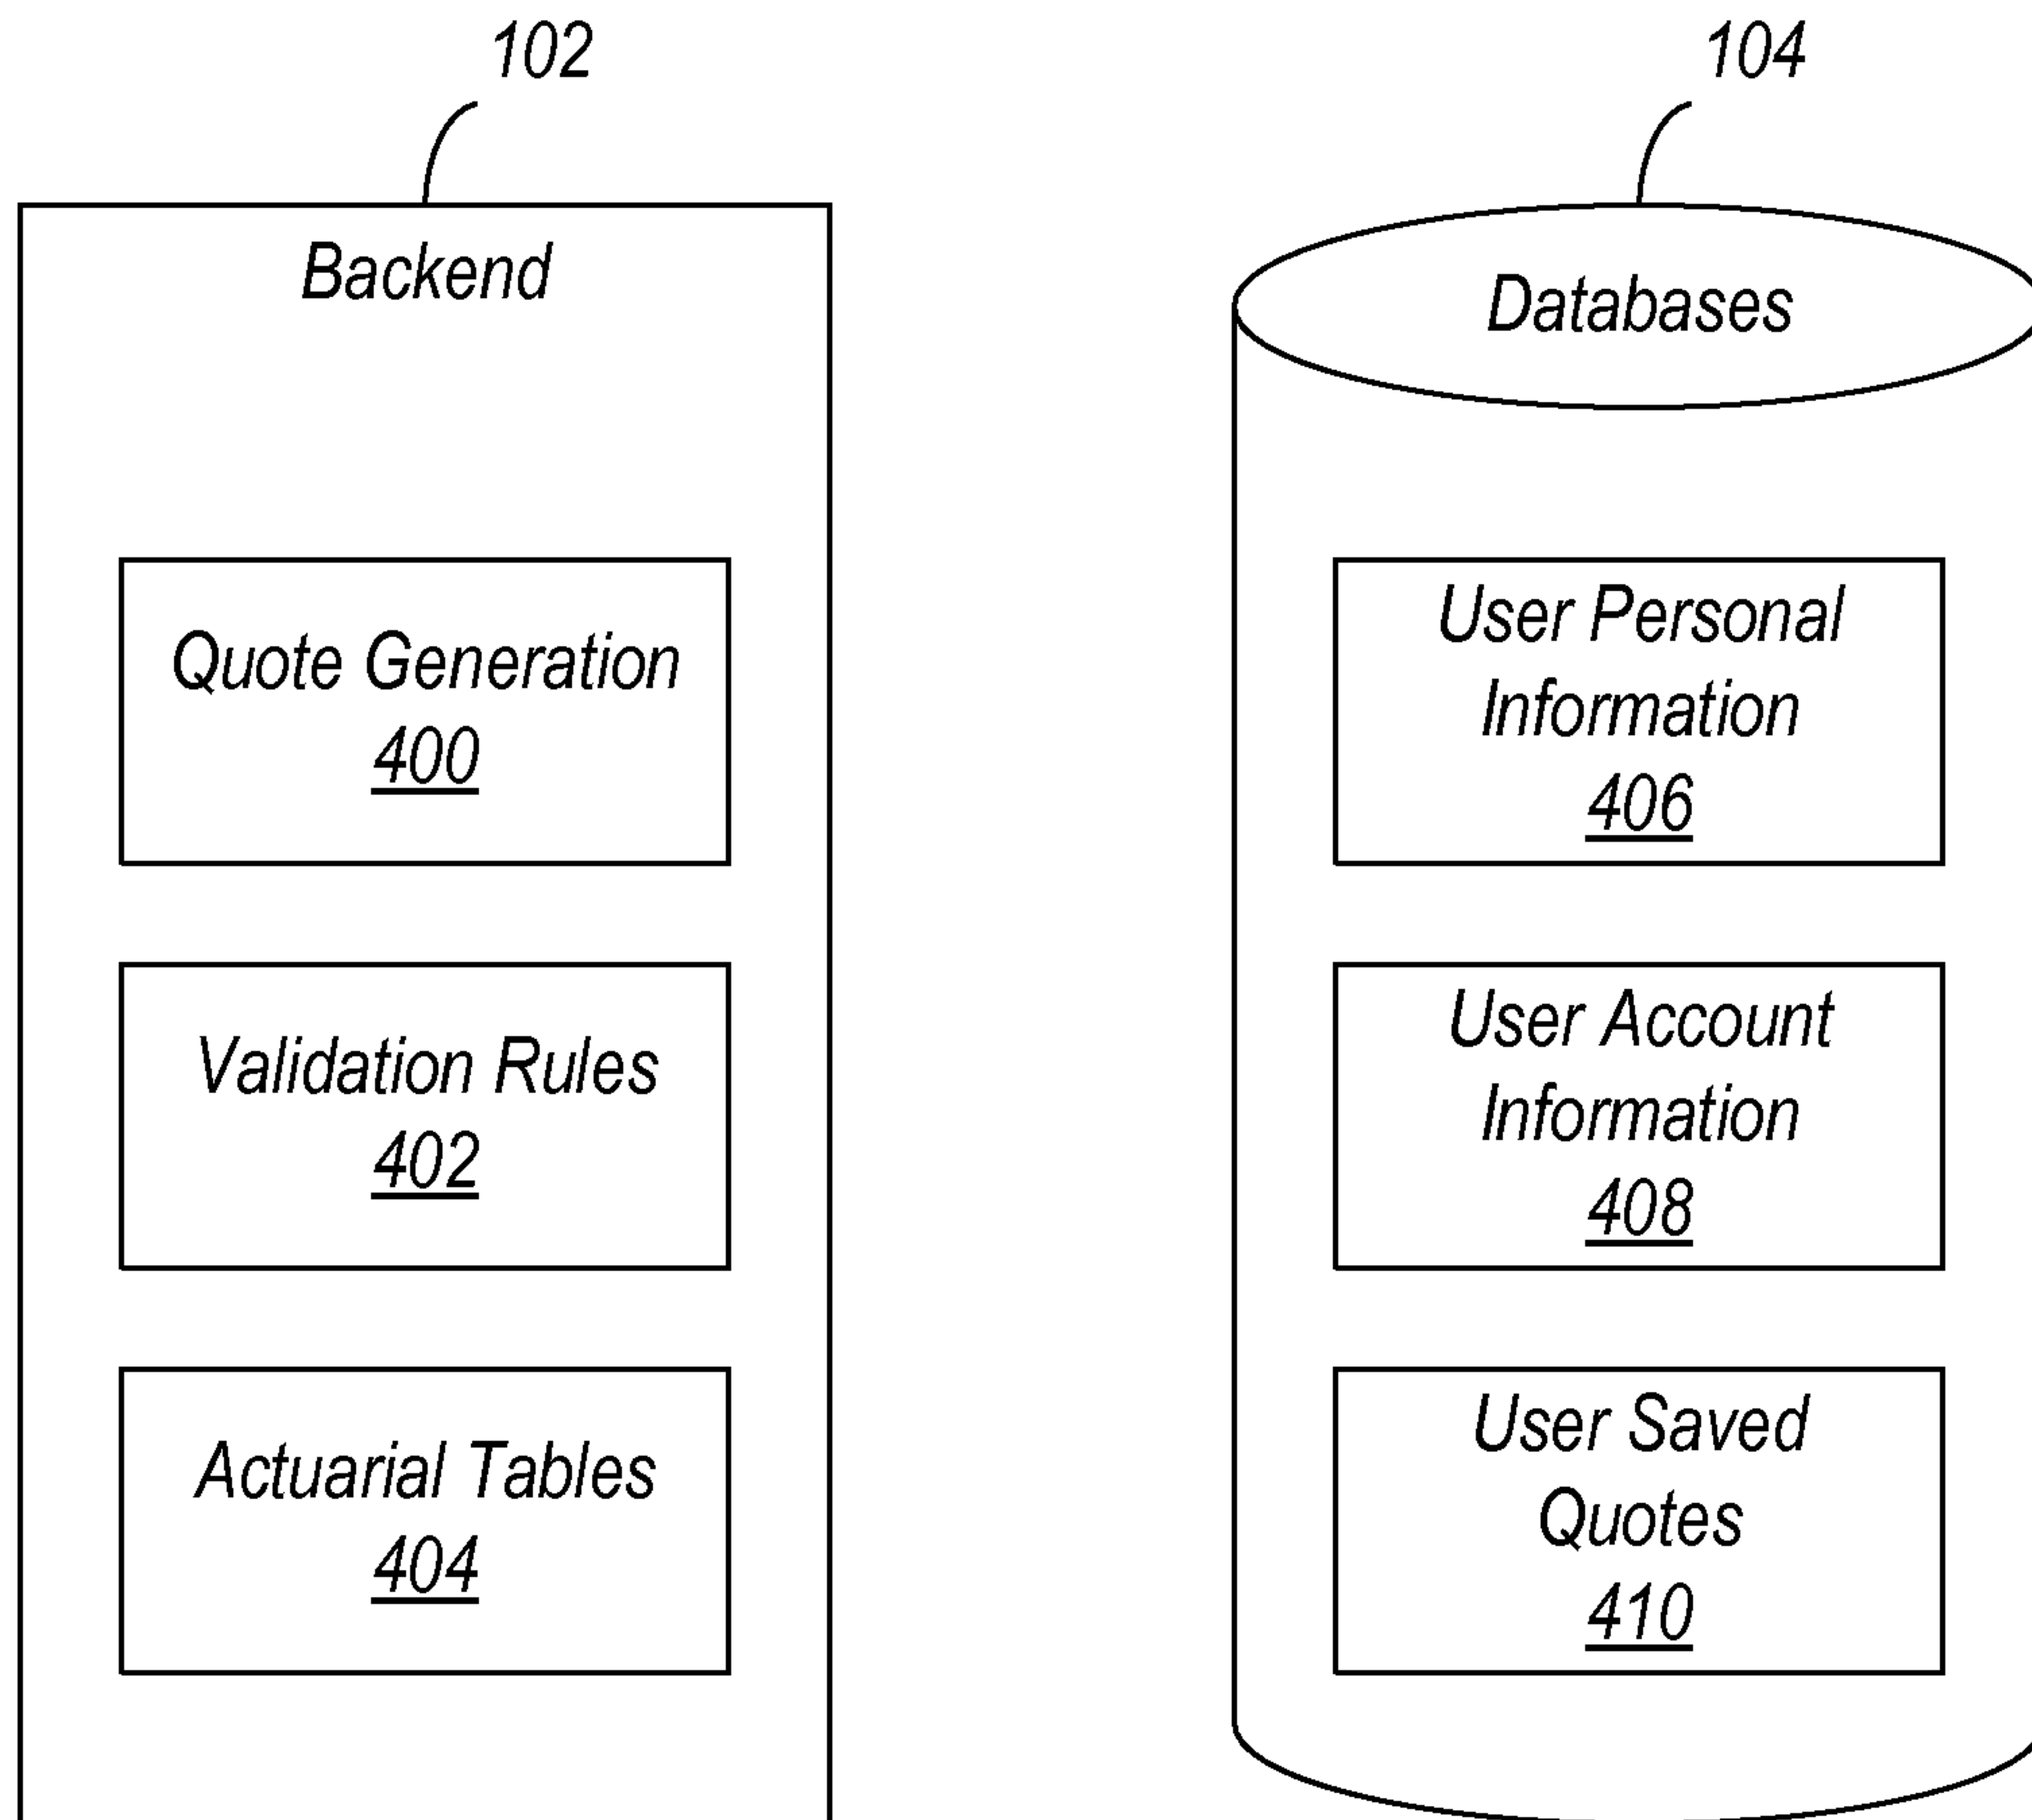 102
Backend
Quote Generation
400
Validation Rules
402
Actuarial Tables
404
104
Databases
User Personal
Information
406
User Account
Information
408
User Saved
Quotes
410